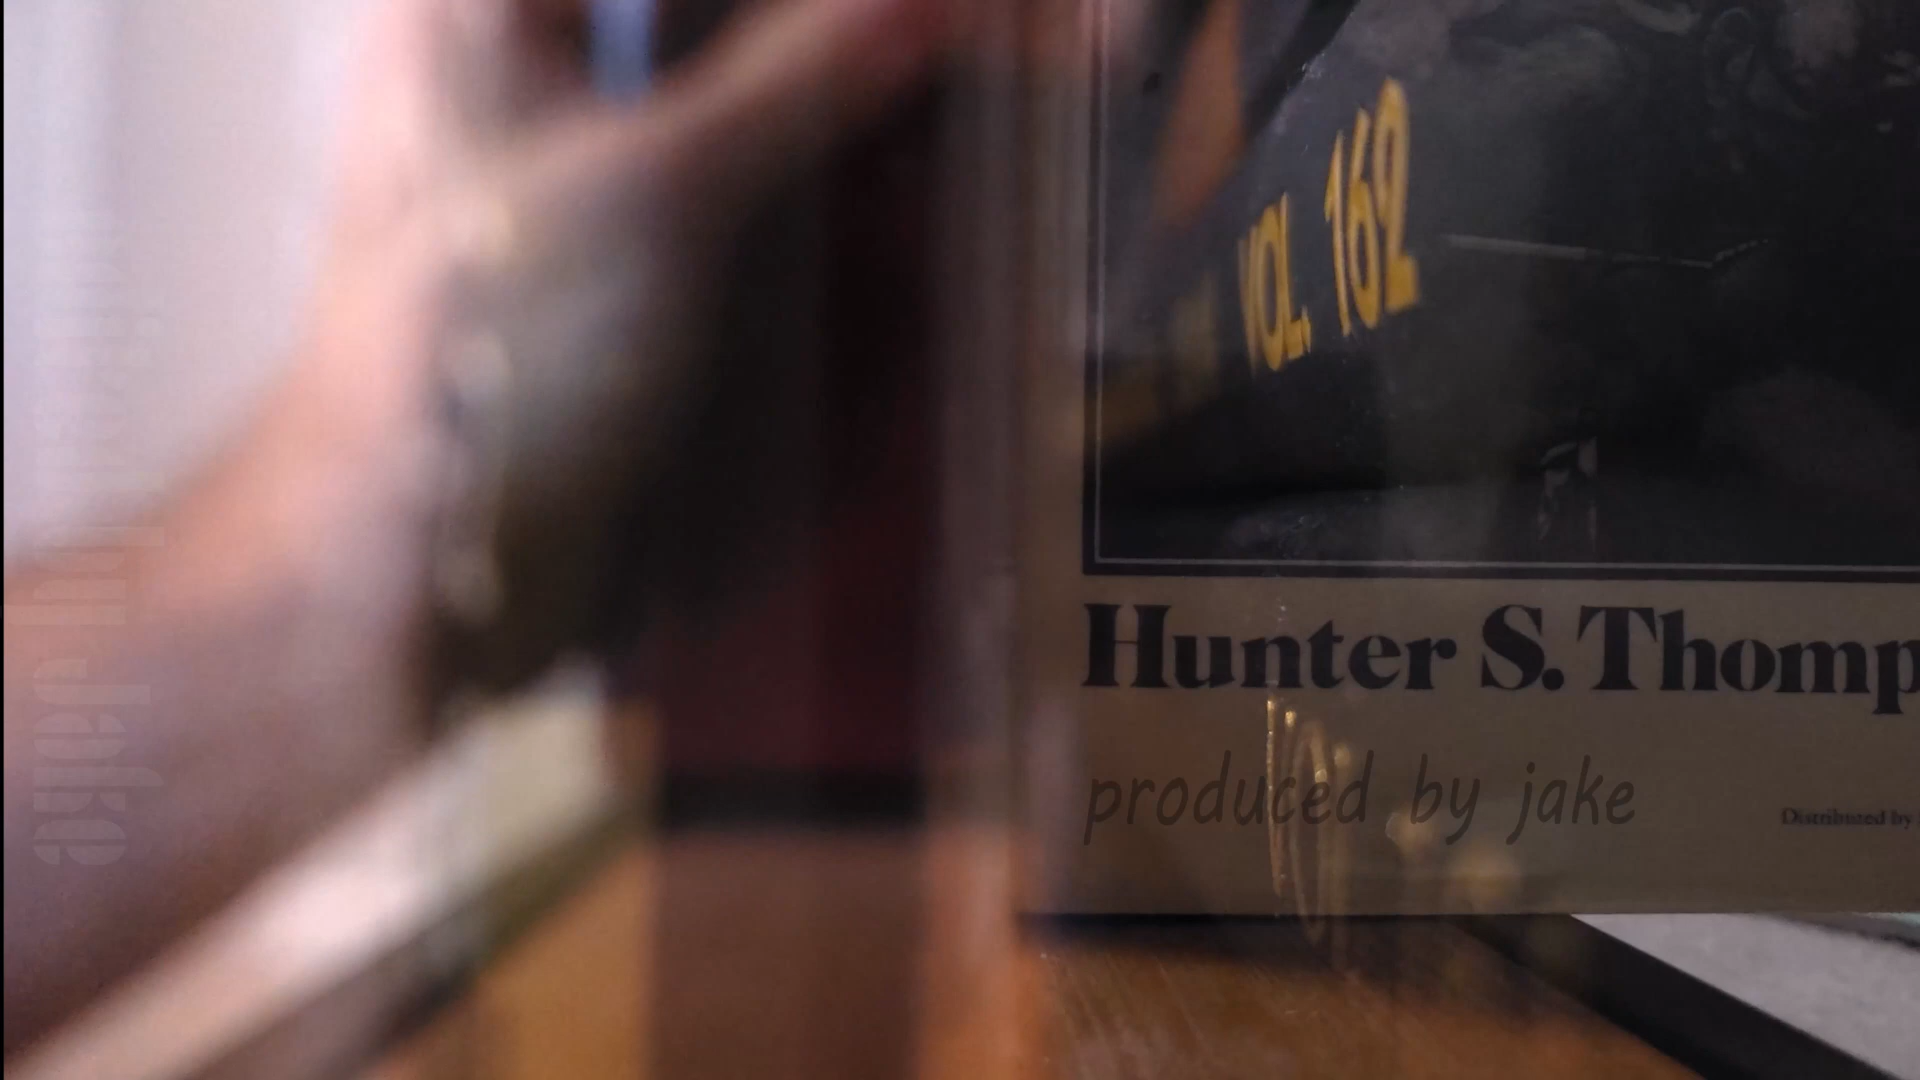 VOL. 162
Hunter S. Thomp
produced by jake
Distributed by